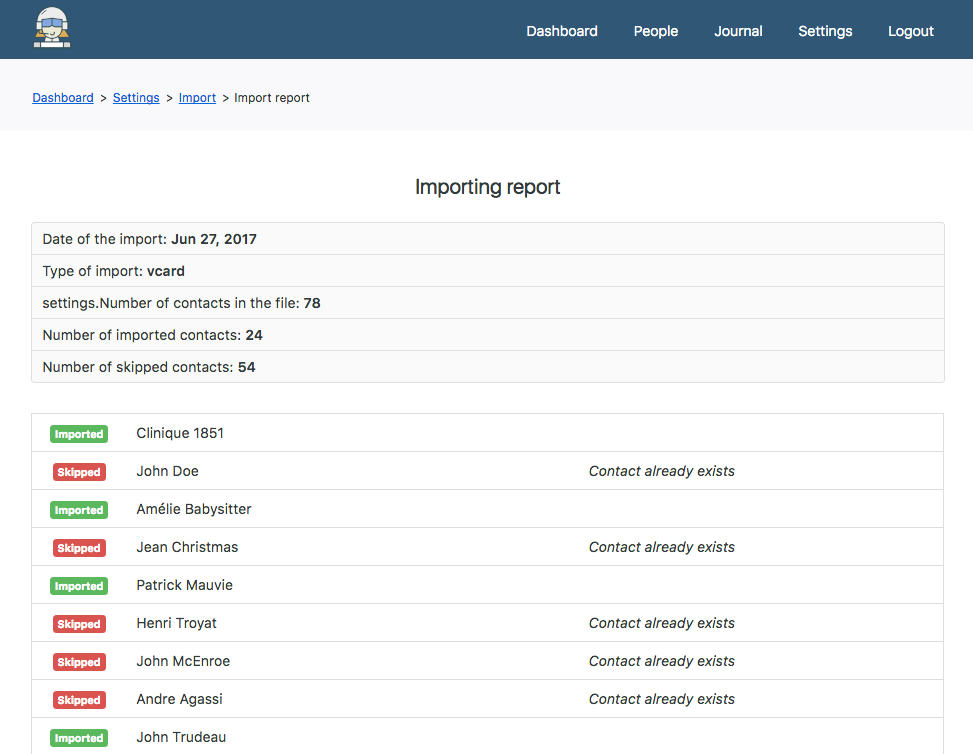 Dashboard People Journal Settings Logout
Dashboard > Settings > Import > Import report
Importing report
Date of the import: Jun 27, 2017
Type of import: vcard
settings.Number of contacts in the file: 78
Number of imported contacts: 24
Number of skipped contacts: 54
Imported Clinique 1851
Skipped John Doe Contact already exists
Imported Amélie Babysitter
Skipped Jean Christmas Contact already exists
Imported Patrick Mauvie
Skipped Henri Troyat Contact already exists
Skipped John McEnroe Contact already exists
Skipped Andre Agassi Contact already exists
Imported John Trudeau